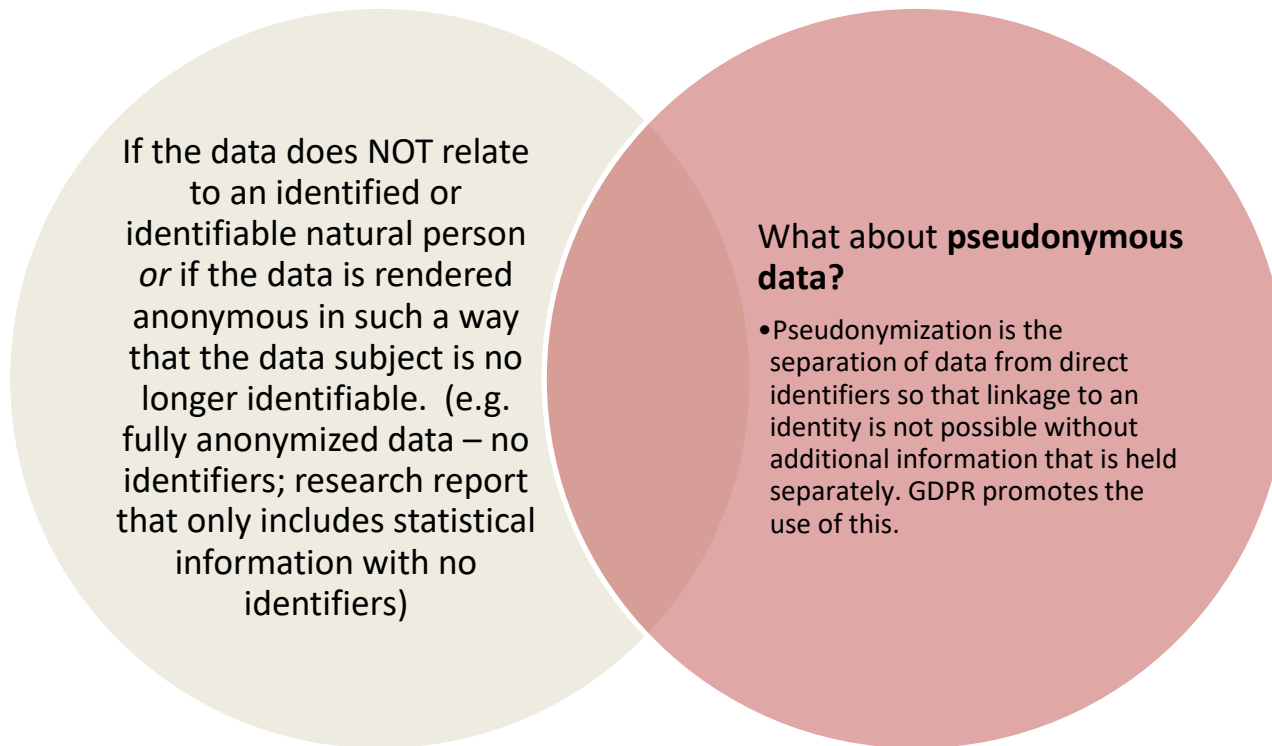 If the data does NOT relate
to an identified or
identifiable natural person
or if the data is rendered
anonymous in such a way
that the data subject is no
longer identifiable.  (e.g.
fully anonymized data – no
identifiers; research report
that only includes statistical
information with no
identifiers)
What about pseudonymous
data?
•Pseudonymization is the
separation of data from direct
identifiers so that linkage to an
identity is not possible without
additional information that is held
separately. GDPR promotes the
use of this.